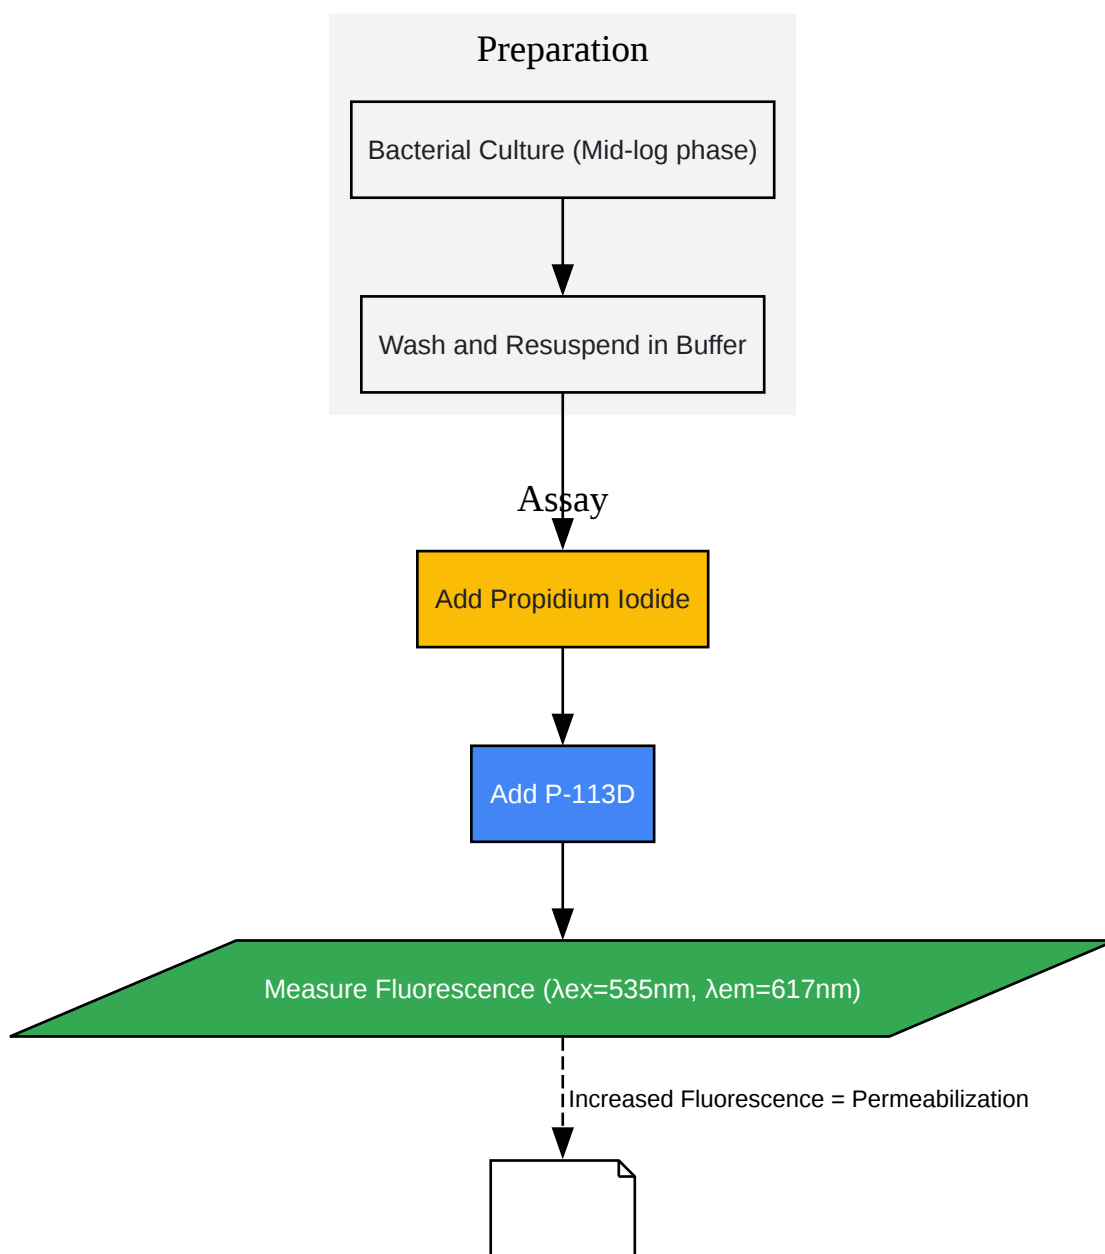 Preparation
Bacterial Culture (Mid-log phase)
Wash and Resuspend in Buffer
Assay
Add Propidium Iodide
Add P-113D
Measure Fluorescence (λex=535nm, λem=617nm)
Increased Fluorescence = Permeabilization